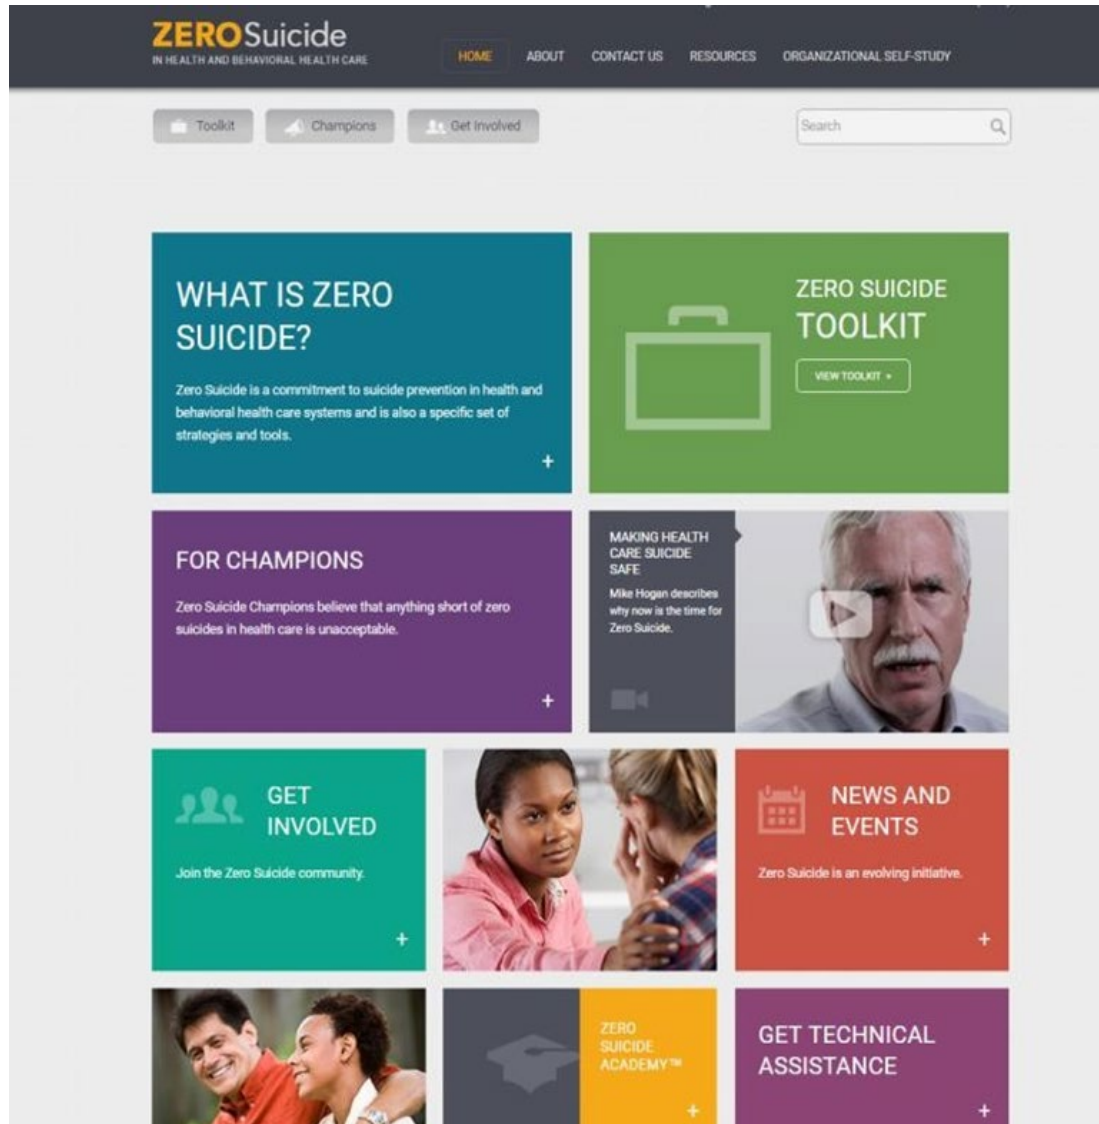 ZEROSuicide
IN HEALTH AND BEHAVIORAL HEALTH CARE
HOME ABOUT CONTACT US RESOURCES ORGANIZATIONAL SELF-STUDY
Toolkit Champions Get Involved Search
WHAT IS ZERO
SUICIDE?
Zero Suicide is a commitment to suicide prevention in health and
behavioral health care systems and is also a specific set of
strategies and tools.
+
ZERO SUICIDE
TOOLKIT
VIEW TOOLKIT +
FOR CHAMPIONS
Zero Suicide Champions believe that anything short of zero
suicides in health care is unacceptable.
+
MAKING HEALTH
CARE SUICIDE
SAFE
Mike Hogan describes
why now is the time for
Zero Suicide.
GET
INVOLVED
Join the Zero Suicide community.
+
NEWS AND
EVENTS
Zero Suicide is an evolving initiative.
+
ZERO
SUICIDE
ACADEMY™
+
GET TECHNICAL
ASSISTANCE
+